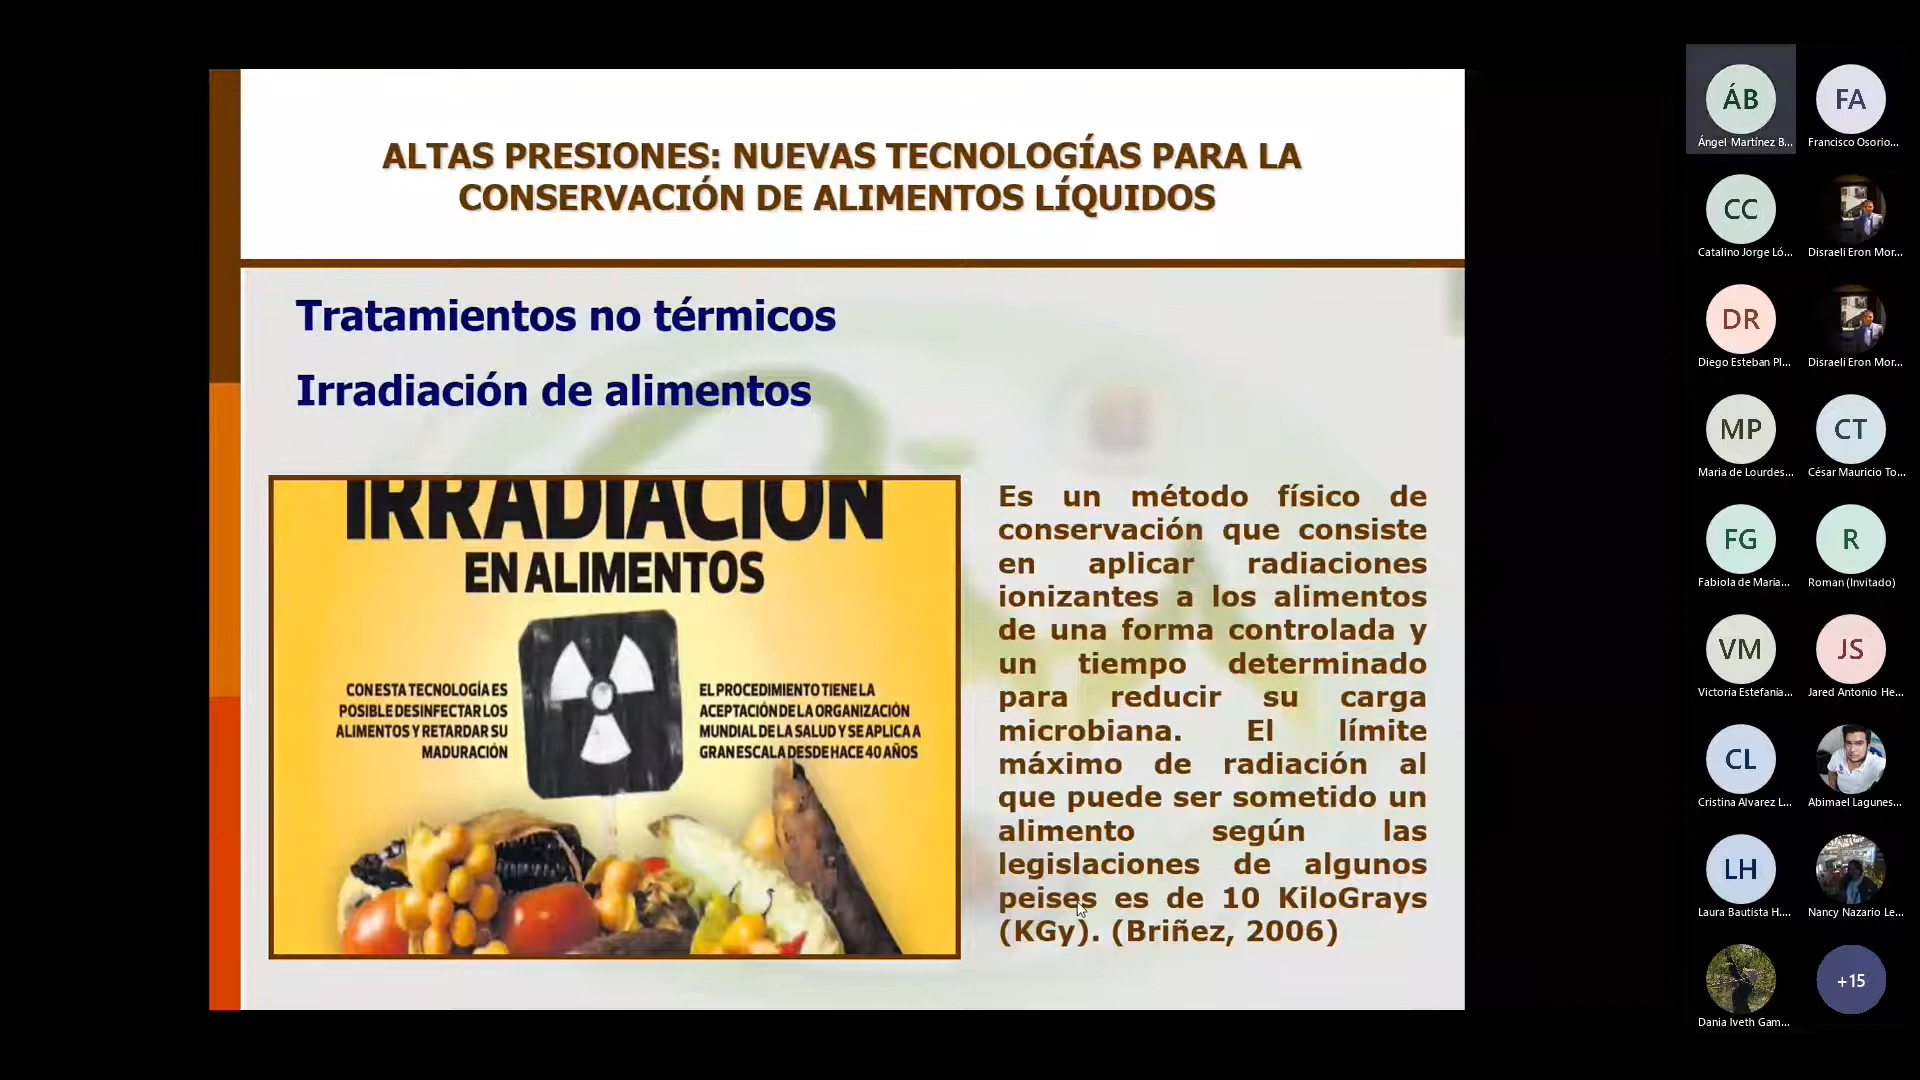 ALTAS PRESIONES: NUEVAS TECNOLOGÍAS PARA LA
CONSERVACIÓN DE ALIMENTOS LÍQUIDOS
Tratamientos no térmicos
Irradiación de alimentos
IRRADIACIÓN
EN ALIMENTOS
CON ESTA TECNOLOGÍA ES
POSIBLE DESINFECTAR LOS
ALIMENTOS Y RETARDAR SU
MADURACIÓN
EL PROCEDIMIENTO TIENE LA
ACEPTACIÓN DE LA ORGANIZACIÓN
MUNDIAL DE LA SALUD Y SE APLICA A
GRAN ESCALA DESDE HACE 40 AÑOS
Es un método físico de
conservación que consiste
en aplicar radiaciones
ionizantes a los alimentos
de una forma controlada y
un tiempo determinado
para reducir su carga
microbiana. El límite
máximo de radiación al
que puede ser sometido un
alimento según las
legislaciones de algunos
peises es de 10 KiloGrays
(KGy). (Briñez, 2006)
ÁB
Ángel Martínez B...
FA
Francisco Osorio...
CC
Catalino Jorge Ló...
Disraeli Eron Mor...
DR
Diego Esteban Pl...
Disraeli Eron Mor...
MP
Maria de Lourdes...
CT
César Mauricio To...
FG
Fabiola de Maria...
R
Roman (Invitado)
VM
Victoria Estefania...
JS
Jared Antonio He...
CL
Cristina Alvarez L...
Abimael Lagunes...
LH
Laura Bautista H....
Nancy Nazario Le...
Dania Iveth Gam...
+15